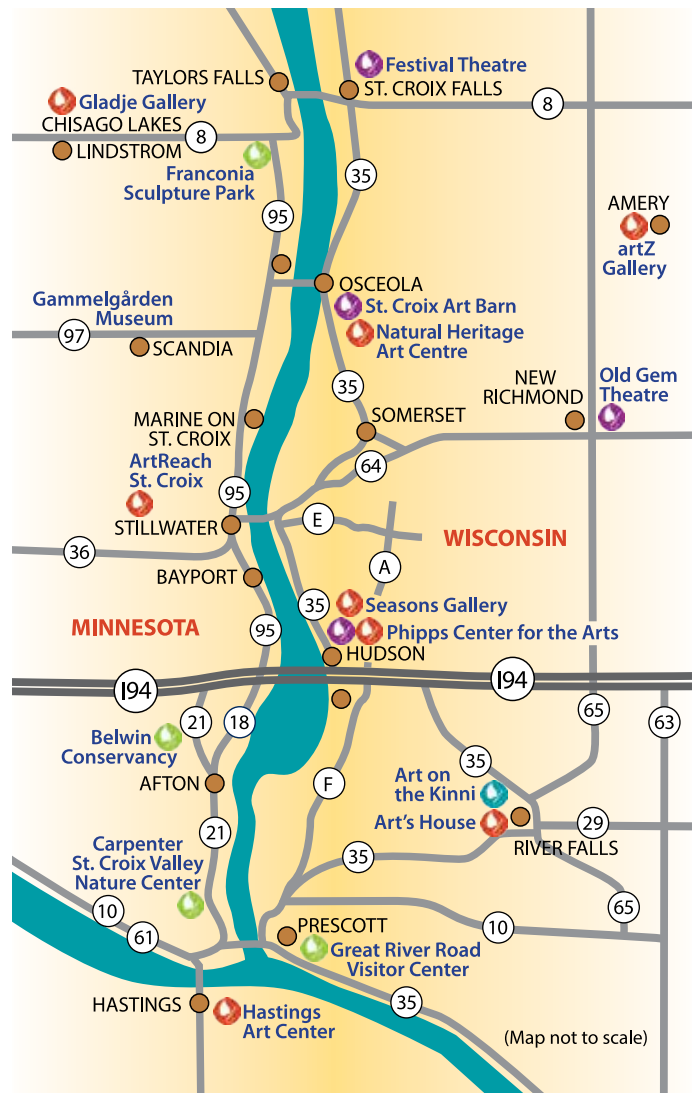 Festival Theatre
TAYLORS FALLS
ST. CROIX FALLS
Gladje Gallery
8
CHISAGO LAKES
8
LINDSTROM
Franconia
Sculpture Park
35
95
AMERY
artZ
Gallery
OSCEOLA
Gammelgården
Museum
St. Croix Art Barn
97
Natural Heritage
Art Centre
SCANDIA
35
NEW
RICHMOND
Old Gem
Theatre
MARINE ON
ST. CROIX
SOMERSET
ArtReach
St. Croix
64
95
STILLWATER
E
WISCONSIN
36
BAYPORT
A
35
Seasons Gallery
MINNESOTA
95
Phipps Center for the Arts
HUDSON
I94
I94
21
18
65
63
Belwin
Conservancy
35
AFTON
F
Art on
the Kinni
21
Art's House
29
RIVER FALLS
Carpenter
St. Croix Valley
Nature Center
35
10
65
61
10
PRESCOTT
Great River Road
Visitor Center
HASTINGS
35
Hastings
Art Center
(Map not to scale)